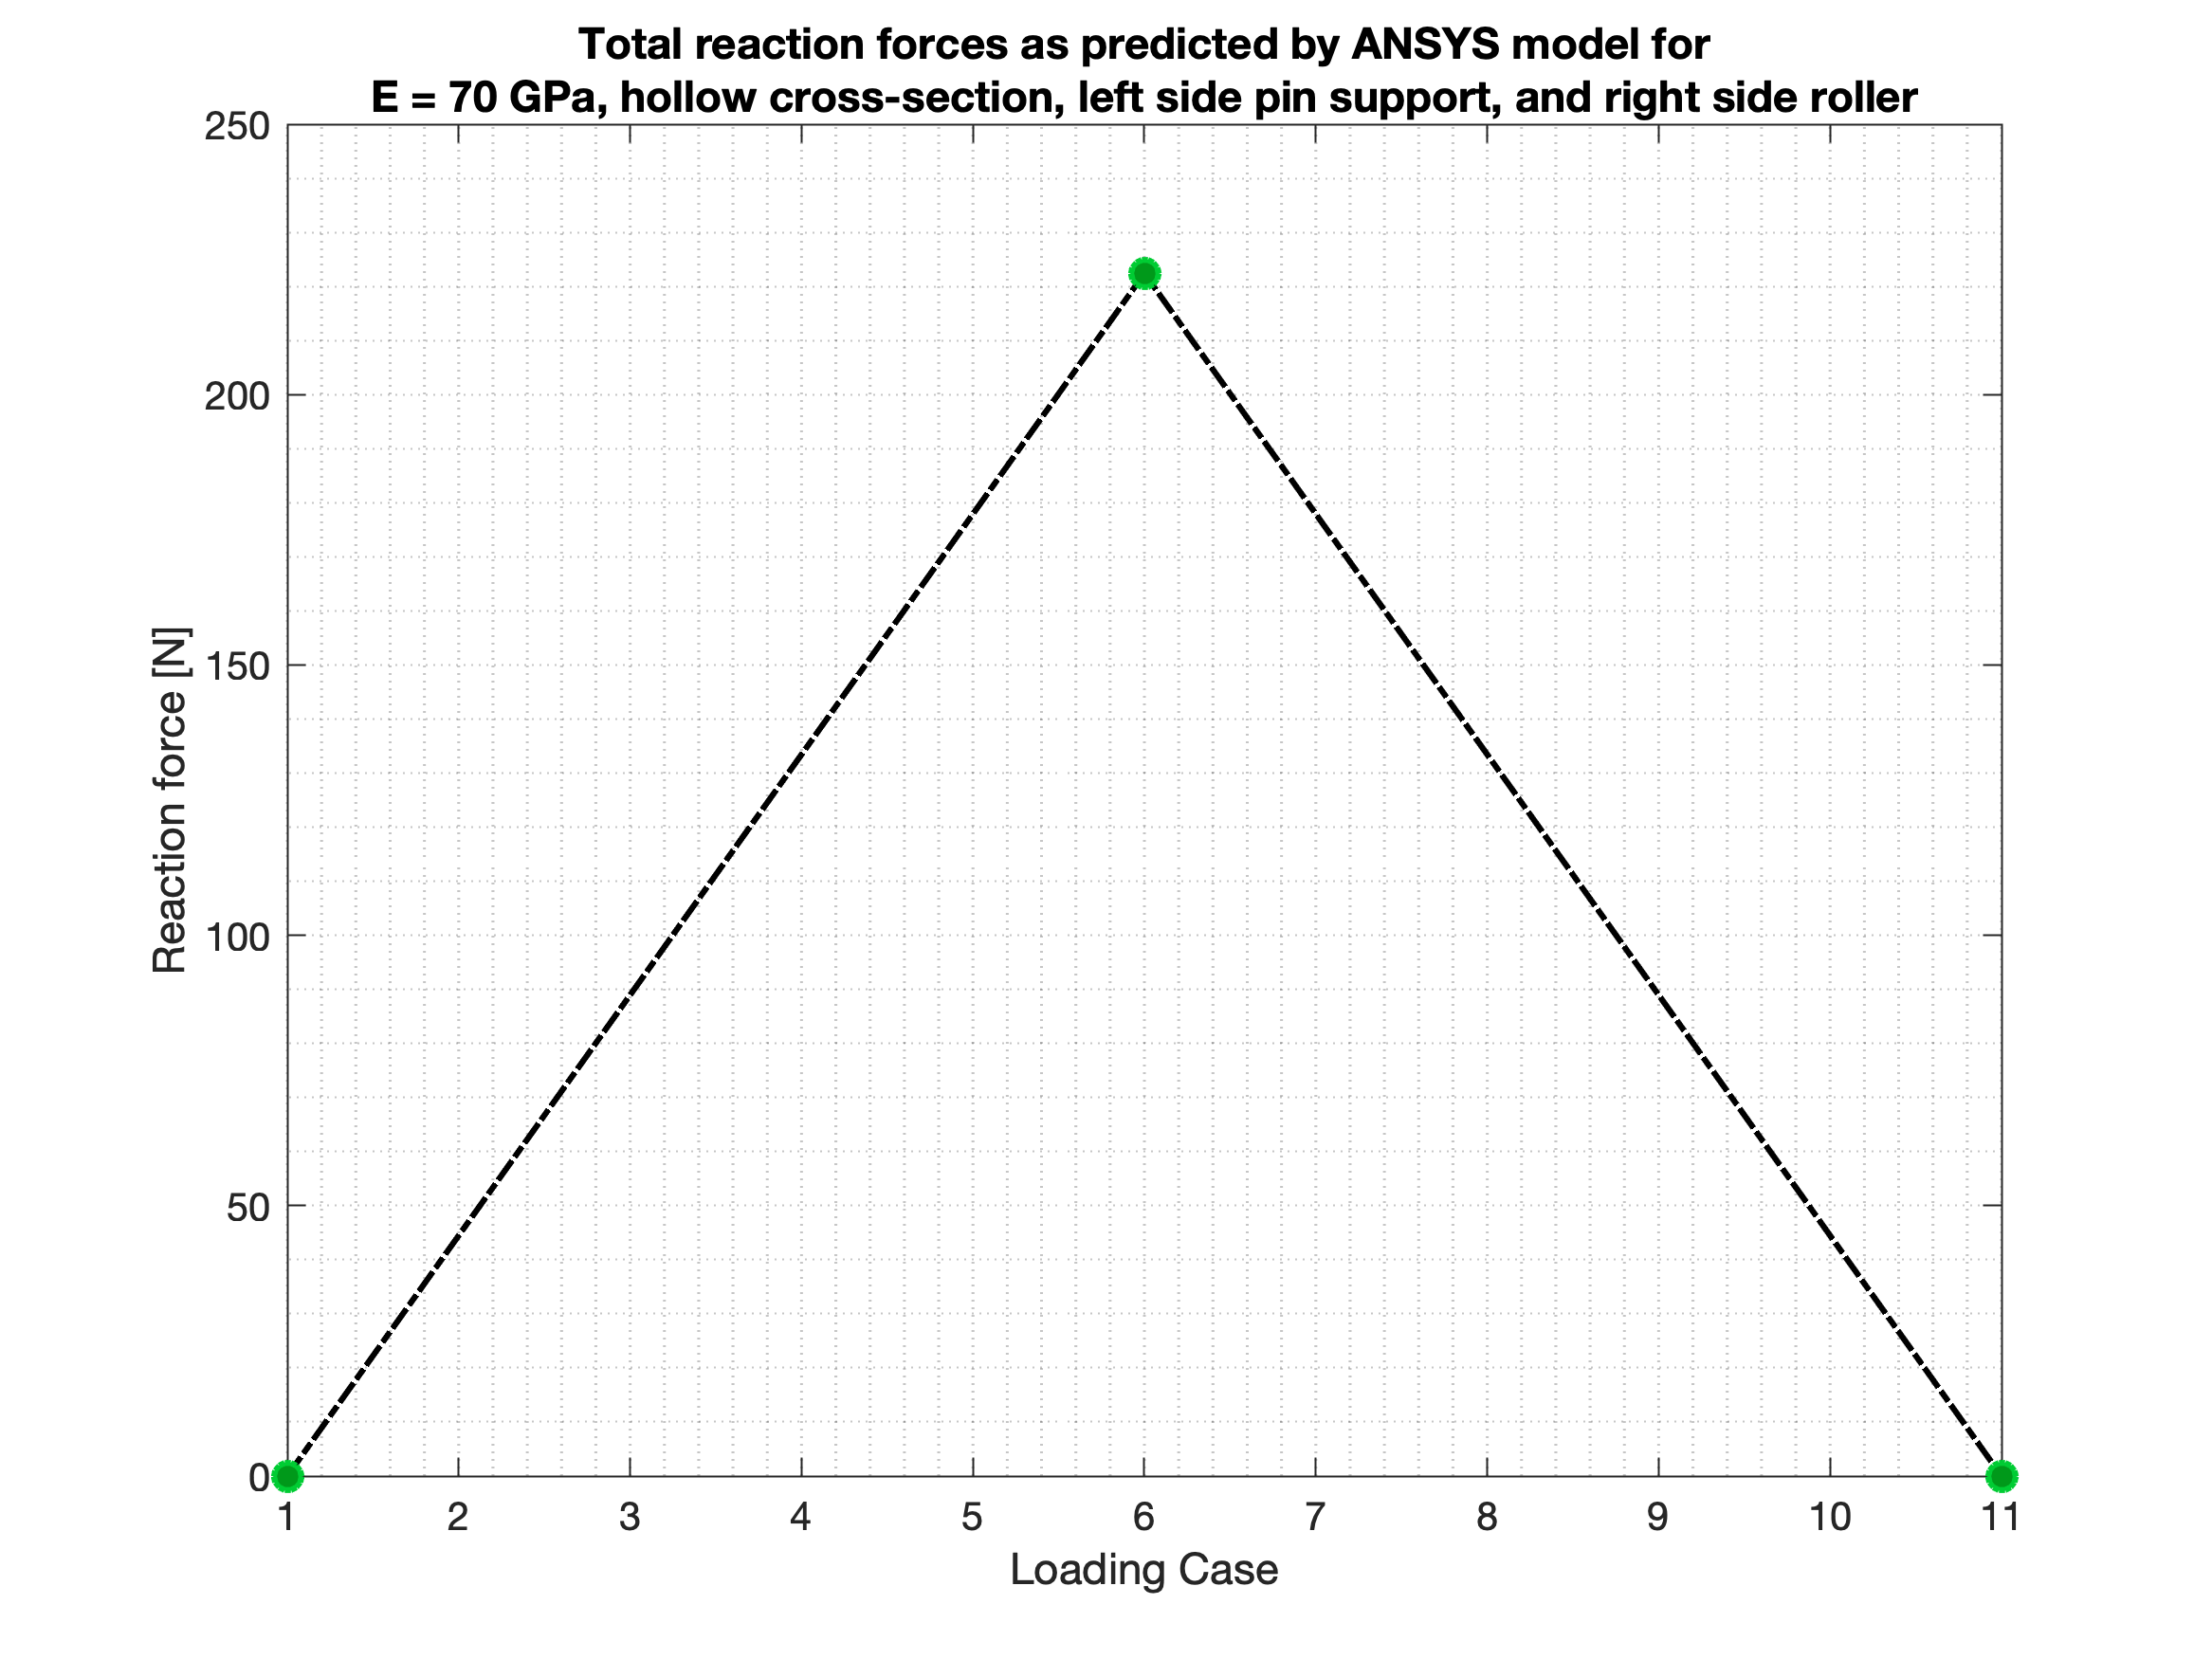 Total reaction forces as predicted by ANSYS model for
E = 70 GPa, hollow cross-section, left side pin support, and right side roller
250
200
150
100
50
0
Reaction force [N]
1 2 3 4 5 6 7 8 9 10 11
Loading Case